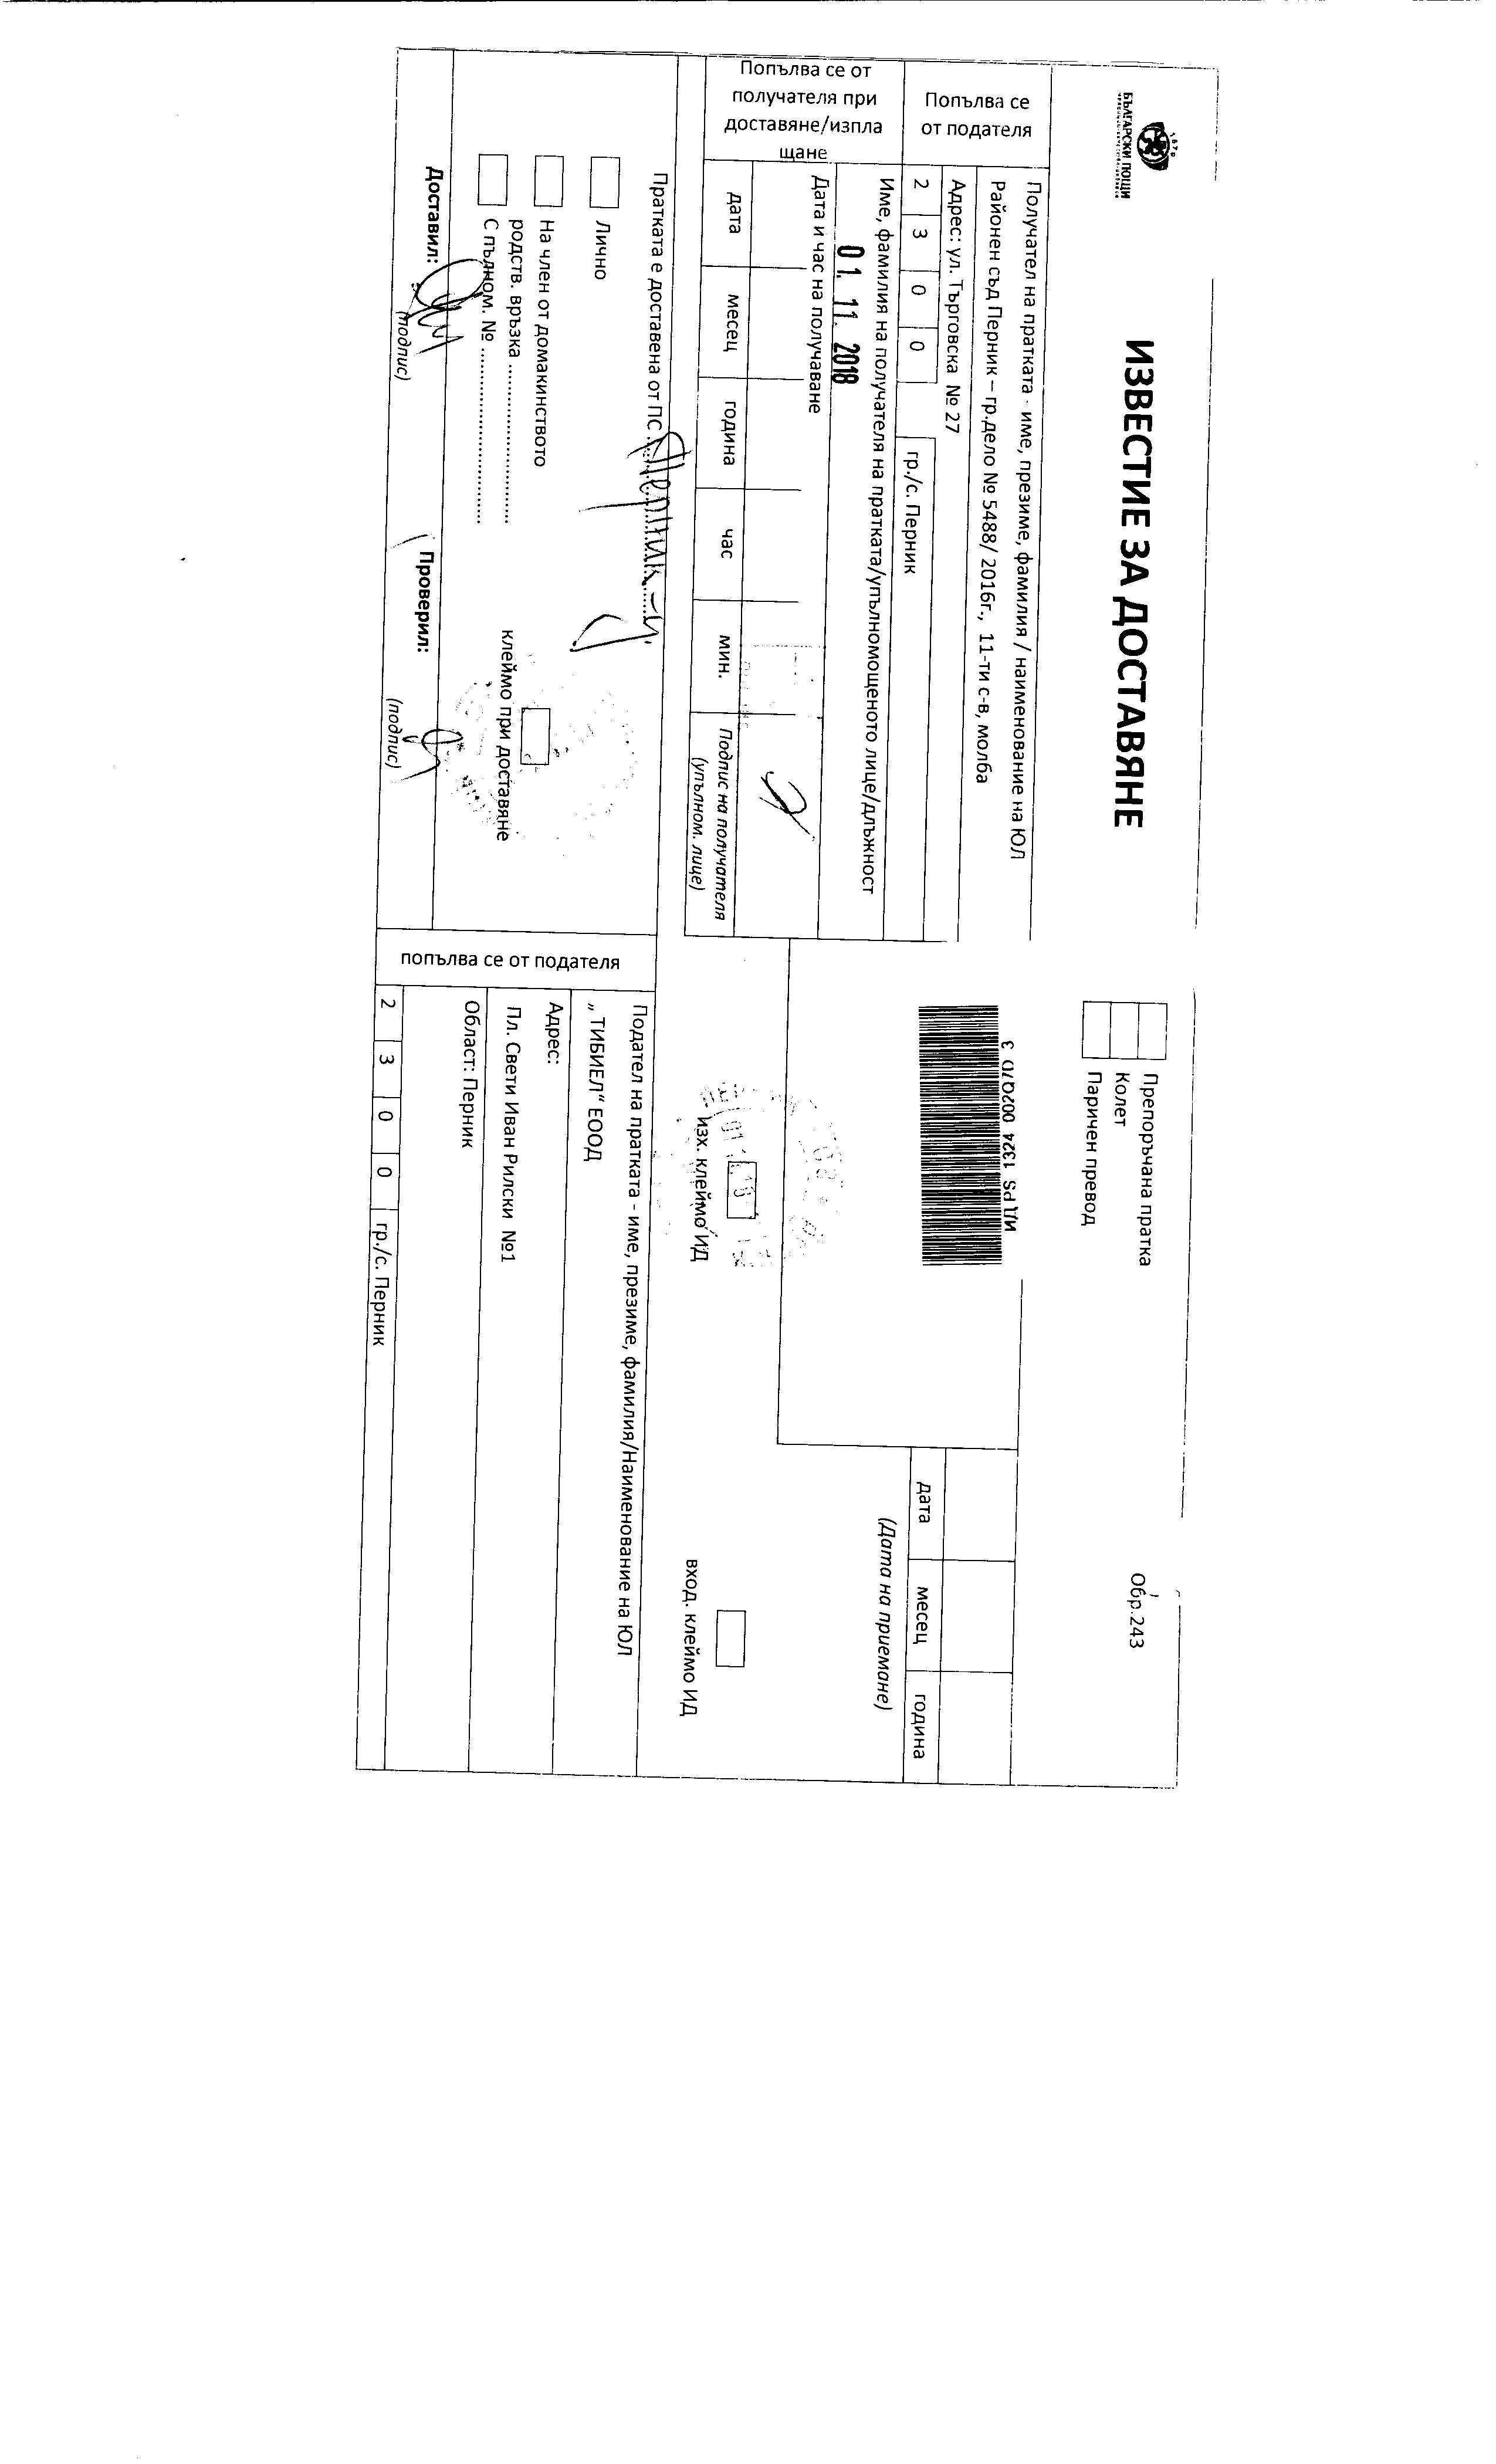 1879
БЪЛГАРСКИ ПОЩИ
ИЗВЕСТИЕ ЗА ДОСТАВЯНЕ
Препоръчана пратка
Колет
Паричен превод
Обр.243
Попълва се
от подателя
Получател на пратката - име, презиме, фамилия / наименование на ЮЛ
Районен съд Перник – гр.дело № 5488/ 2016г., 11-ти с-в, молба
Адрес: ул. Търговска № 27
2 3 0 0 гр./с. Перник
Попълва се от
получателя при
доставяне/изпла
щане
Име, фамилия на получателя на пратката/упълномощеното лице/длъжност
01. 11. 2018
Дата и час на получаване
дата месец година час мин. Подпис на получателя
(упълном. лице)
ИД PS 1324 002Q7D 3
дата месец година
(Дата на приемане)
изх. клеймо ИД
вход. клеймо ИД
Пратката е доставена от ПС Перник
Лично
На член от домакинството
родств. връзка
С пълном. №
клеймо при доставяне
Доставил:
(подпис)
Проверил:
(подпис)
попълва се от подателя
Подател на пратката - име, презиме, фамилия/Наименование на ЮЛ
„ ТИБИЕЛ“ ЕООД
Адрес:
Пл. Свети Иван Рилски №1
Област: Перник
2 3 0 0 гр./с. Перник